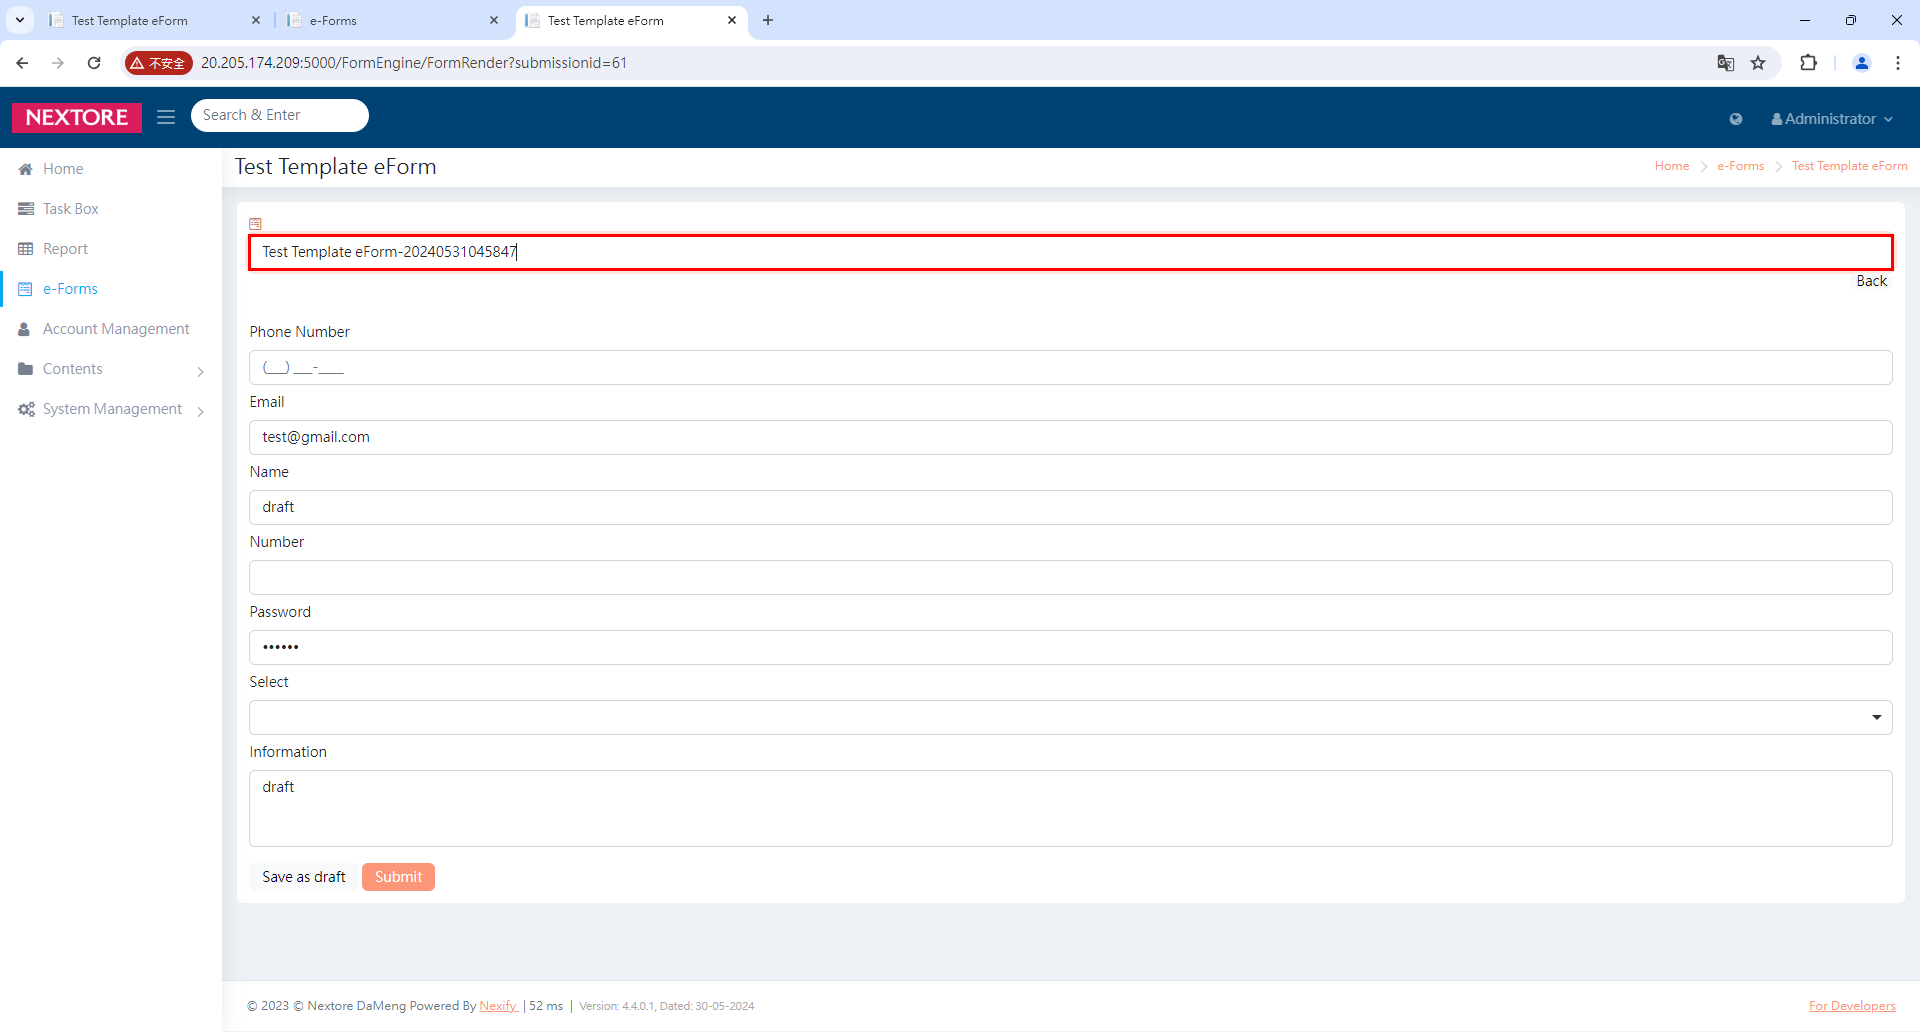 Test Template eForm
e-Forms
Test Template eForm
不安全
20.205.174.209:5000/FormEngine/FormRender?submissionid=61
NEXTORE
Search & Enter
Administrator
Home
Task Box
Report
e-Forms
Account Management
Contents
System Management
Test Template eForm
Home
e-Forms
Test Template eForm
Test Template eForm-20240531045847
Back
Phone Number
(___) ___-____
Email
test@gmail.com
Name
draft
Number
Password
••••••
Select
Information
draft
Save as draft
Submit
© 2023 © Nextore DaMeng Powered By Nexify | 52 ms | Version: 4.4.0.1, Dated: 30-05-2024
For Developers